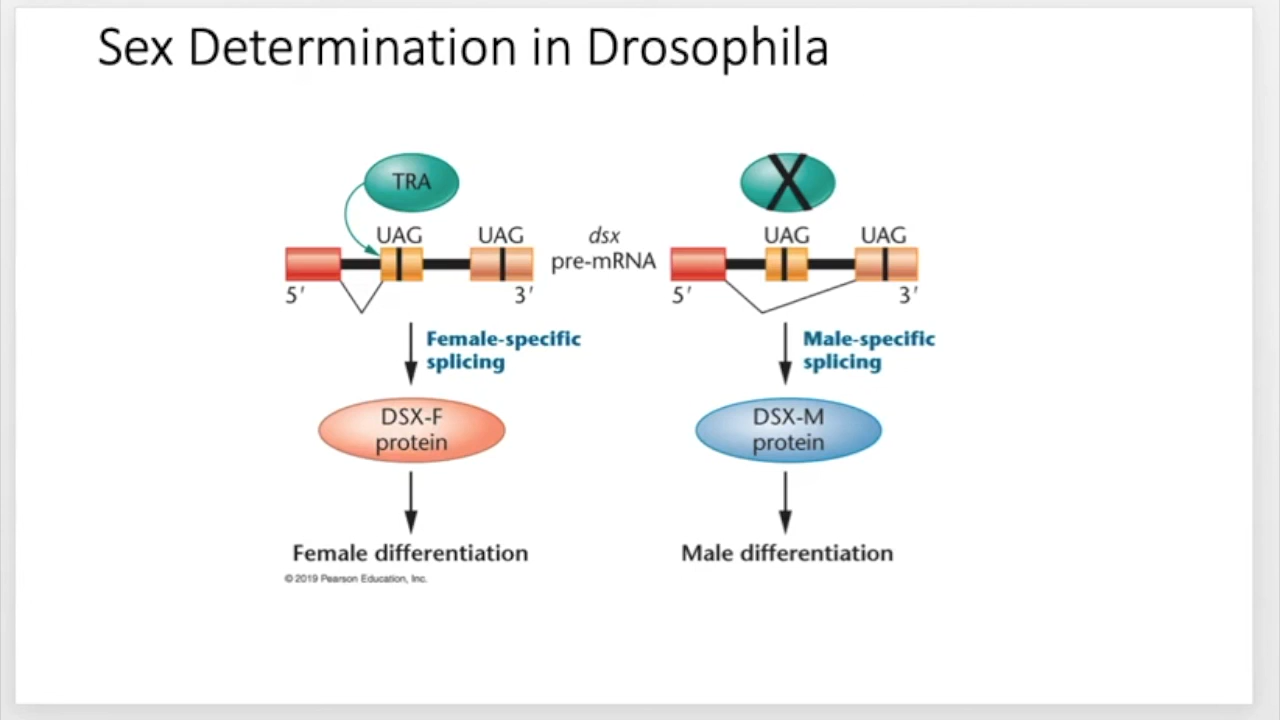 Sex Determination in Drosophila
TRA
X
UAG
UAG
dsx
pre-mRNA
UAG
UAG
5′
3′
5′
3′
Female-specific
splicing
Male-specific
splicing
DSX-F
protein
DSX-M
protein
Female differentiation
Male differentiation
© 2019 Pearson Education, Inc.